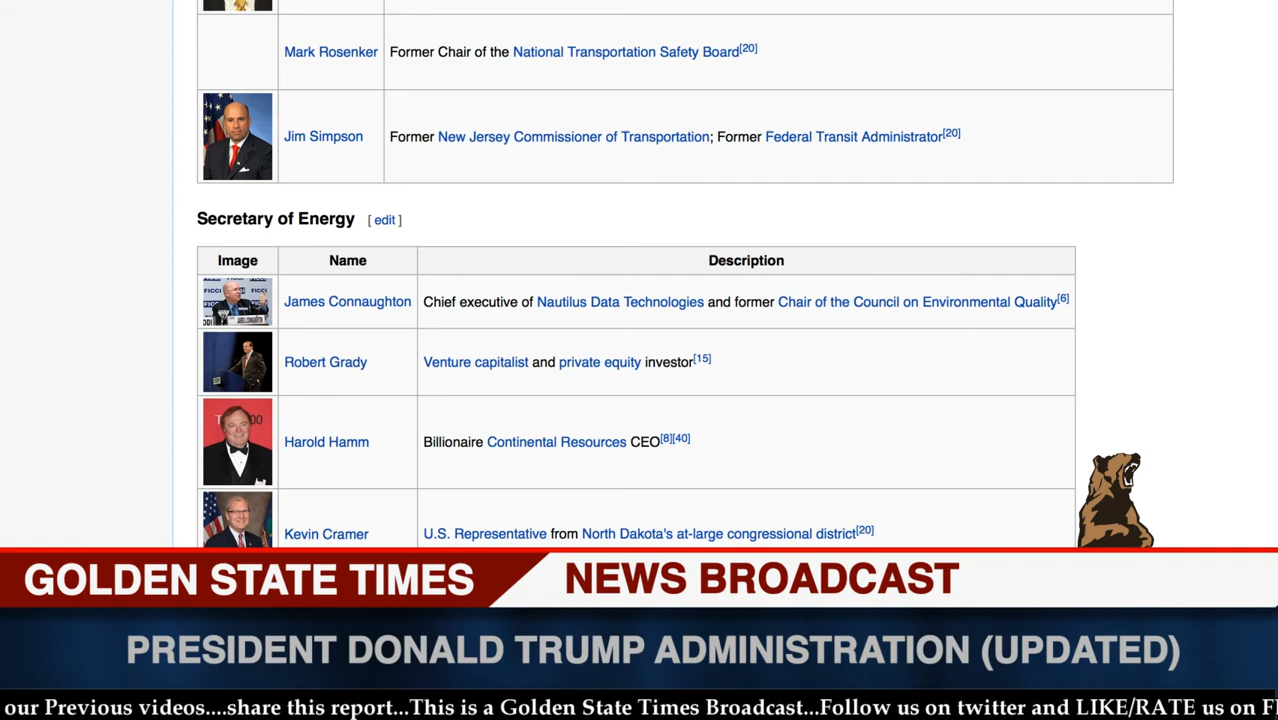 Mark Rosenker Former Chair of the National Transportation Safety Board[20]
Jim Simpson Former New Jersey Commissioner of Transportation; Former Federal Transit Administrator[20]
Secretary of Energy [ edit ]
Image Name Description
James Connaughton Chief executive of Nautilus Data Technologies and former Chair of the Council on Environmental Quality[6]
Robert Grady Venture capitalist and private equity investor[15]
Harold Hamm Billionaire Continental Resources CEO[8][40]
Kevin Cramer U.S. Representative from North Dakota's at-large congressional district[20]
GOLDEN STATE TIMES NEWS BROADCAST
PRESIDENT DONALD TRUMP ADMINISTRATION (UPDATED)
our Previous videos....share this report...This is a Golden State Times Broadcast...Follow us on twitter and LIKE/RATE us on F